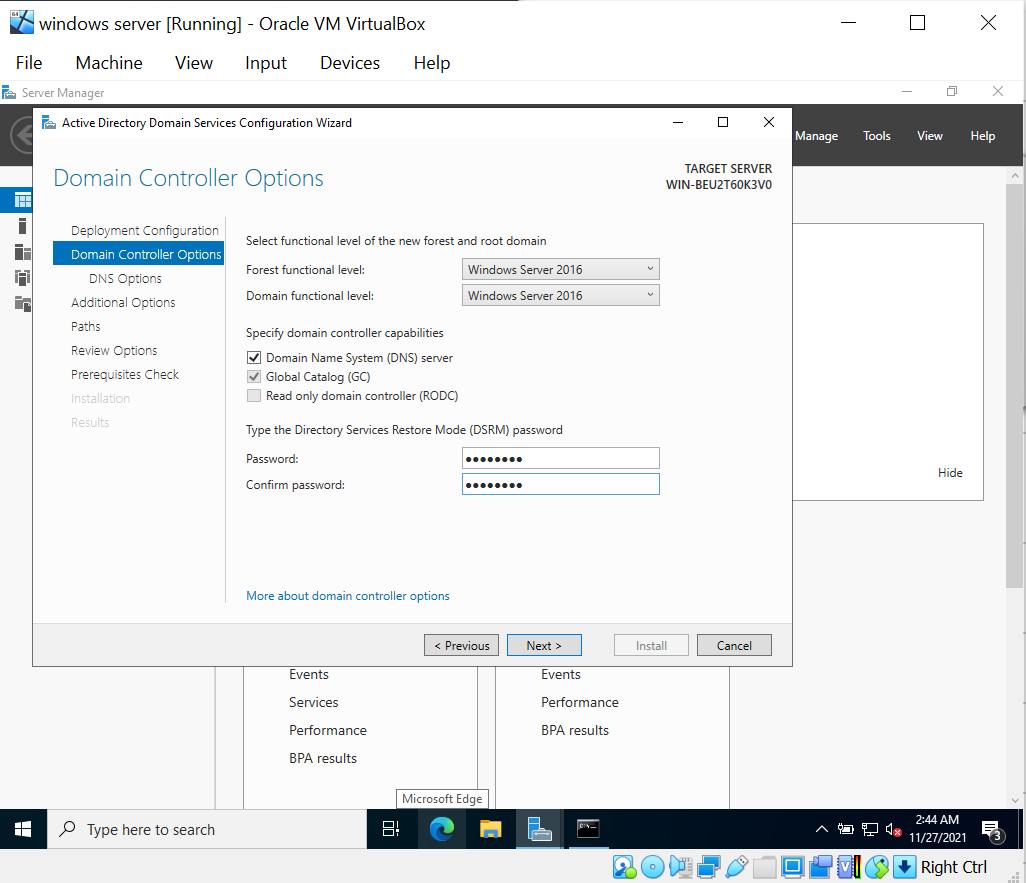 windows server [Running] - Oracle VM VirtualBox
File Machine View Input Devices Help
Server Manager
Active Directory Domain Services Configuration Wizard
Manage Tools View Help
Domain Controller Options
TARGET SERVER
WIN-BEU2T60K3V0
Deployment Configuration
Domain Controller Options
DNS Options
Additional Options
Paths
Review Options
Prerequisites Check
Installation
Results
Select functional level of the new forest and root domain
Forest functional level: Windows Server 2016
Domain functional level: Windows Server 2016
Specify domain controller capabilities
Domain Name System (DNS) server
Global Catalog (GC)
Read only domain controller (RODC)
Type the Directory Services Restore Mode (DSRM) password
Password: ••••••••
Confirm password: ••••••••
More about domain controller options
Hide
< Previous Next > Install Cancel
Events
Services
Performance
BPA results
Events
Performance
BPA results
Microsoft Edge
Type here to search
2:44 AM
11/27/2021
3
Right Ctrl